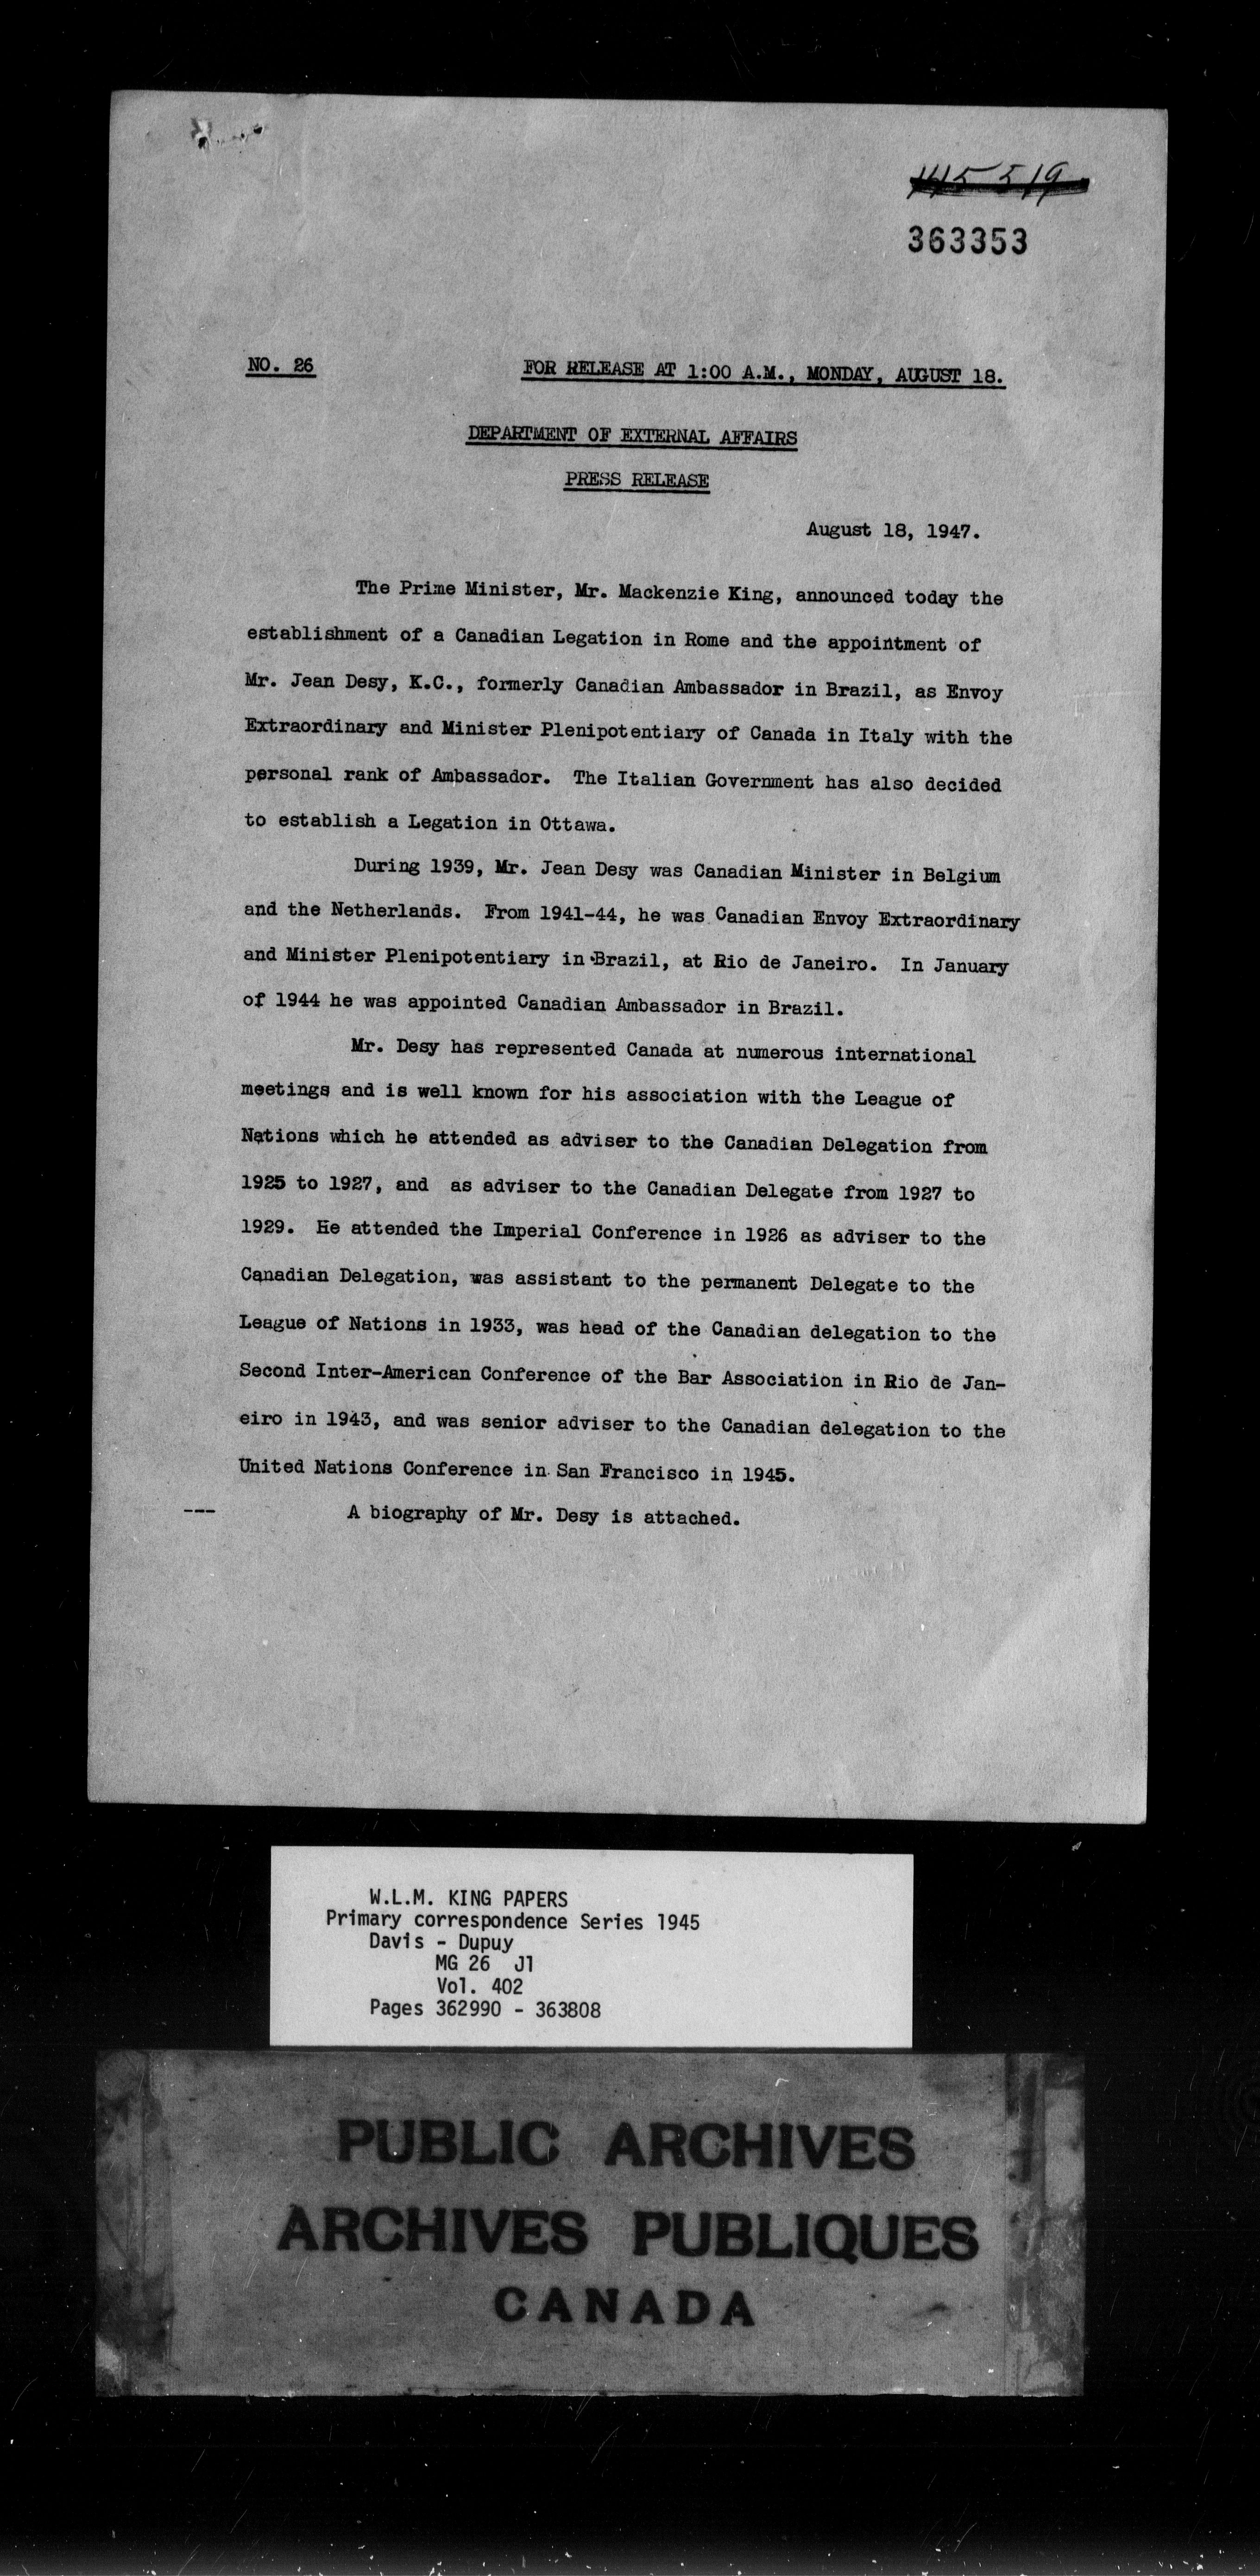 145519
363353
NO. 26 FOR RELEASE AT 1:00 A.M., MONDAY, AUGUST 18.
DEPARTMENT OF EXTERNAL AFFAIRS
PRESS RELEASE
August 18, 1947.
The Prime Minister, Mr. Mackenzie King, announced today the
establishment of a Canadian Legation in Rome and the appointment of
Mr. Jean Desy, K.C., formerly Canadian Ambassador in Brazil, as Envoy
Extraordinary and Minister Plenipotentiary of Canada in Italy with the
personal rank of Ambassador. The Italian Government has also decided
to establish a Legation in Ottawa.
During 1939, Mr. Jean Desy was Canadian Minister in Belgium
and the Netherlands. From 1941-44, he was Canadian Envoy Extraordinary
and Minister Plenipotentiary in Brazil, at Rio de Janeiro. In January
of 1944 he was appointed Canadian Ambassador in Brazil.
Mr. Desy has represented Canada at numerous international
meetings and is well known for his association with the League of
Nations which he attended as adviser to the Canadian Delegation from
1925 to 1927, and as adviser to the Canadian Delegate from 1927 to
1929. He attended the Imperial Conference in 1926 as adviser to the
Canadian Delegation, was assistant to the permanent Delegate to the
League of Nations in 1933, was head of the Canadian delegation to the
Second Inter-American Conference of the Bar Association in Rio de Jan-
eiro in 1943, and was senior adviser to the Canadian delegation to the
United Nations Conference in San Francisco in 1945.
--- A biography of Mr. Desy is attached.
W.L.M. KING PAPERS
Primary correspondence Series 1945
Davis - Dupuy
MG 26 J1
Vol. 402
Pages 362990 - 363808
PUBLIC ARCHIVES
ARCHIVES PUBLIQUES
CANADA